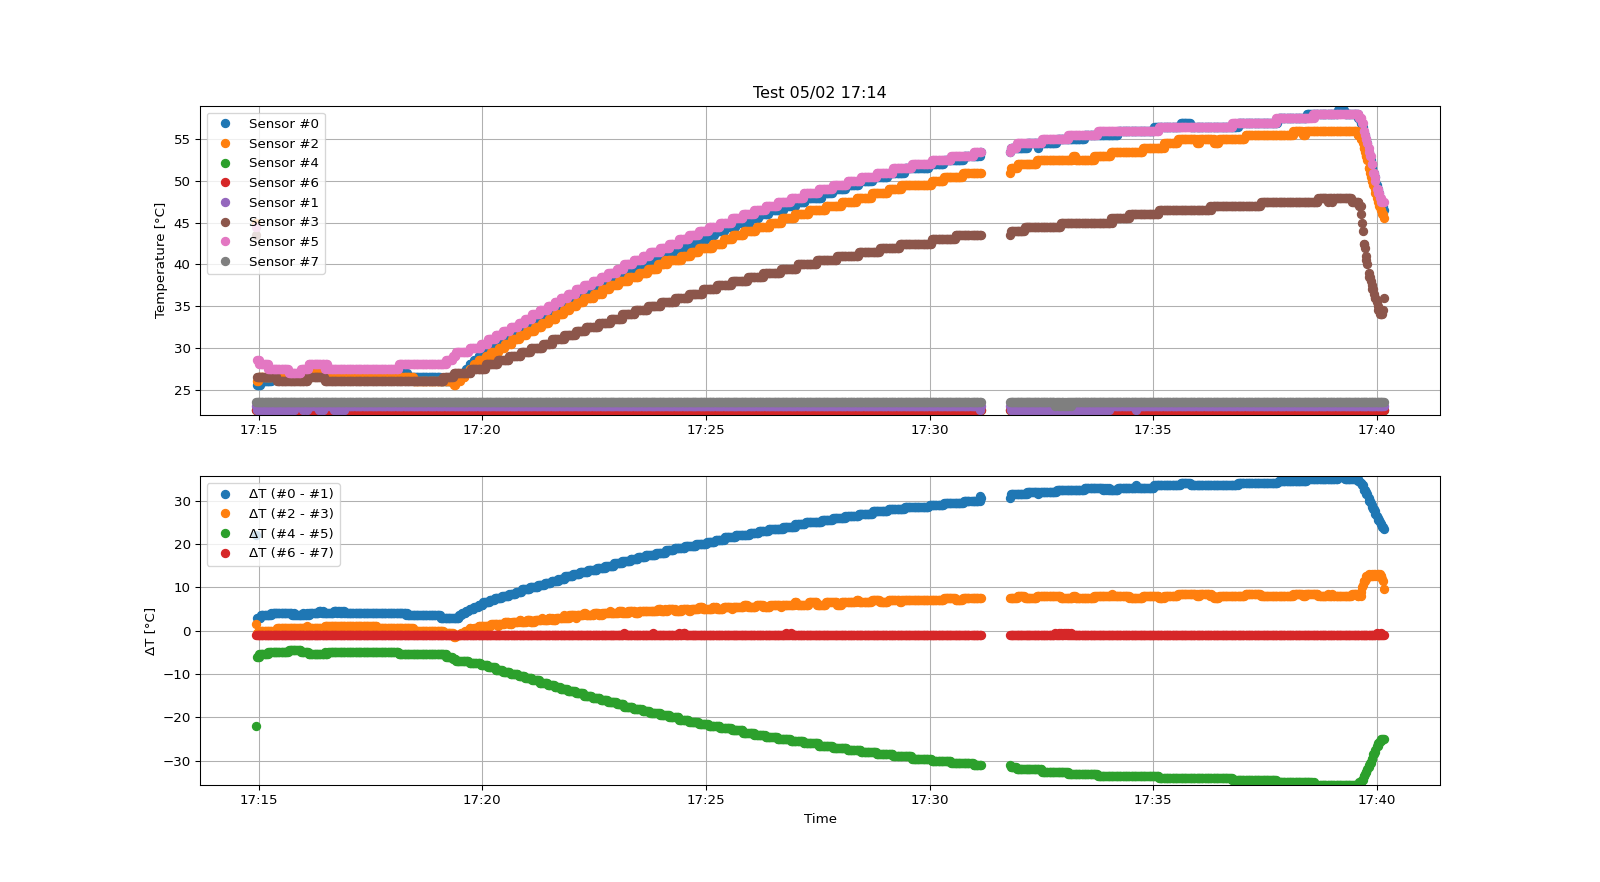 Test 05/02 17:14
Temperature [°C]
55
50
45
40
35
30
25
Sensor #0
Sensor #2
Sensor #4
Sensor #6
Sensor #1
Sensor #3
Sensor #5
Sensor #7
17:15 17:20 17:25 17:30 17:35 17:40
ΔT [°C]
30
20
10
0
−10
−20
−30
ΔT (#0 - #1)
ΔT (#2 - #3)
ΔT (#4 - #5)
ΔT (#6 - #7)
17:15 17:20 17:25 17:30 17:35 17:40
Time